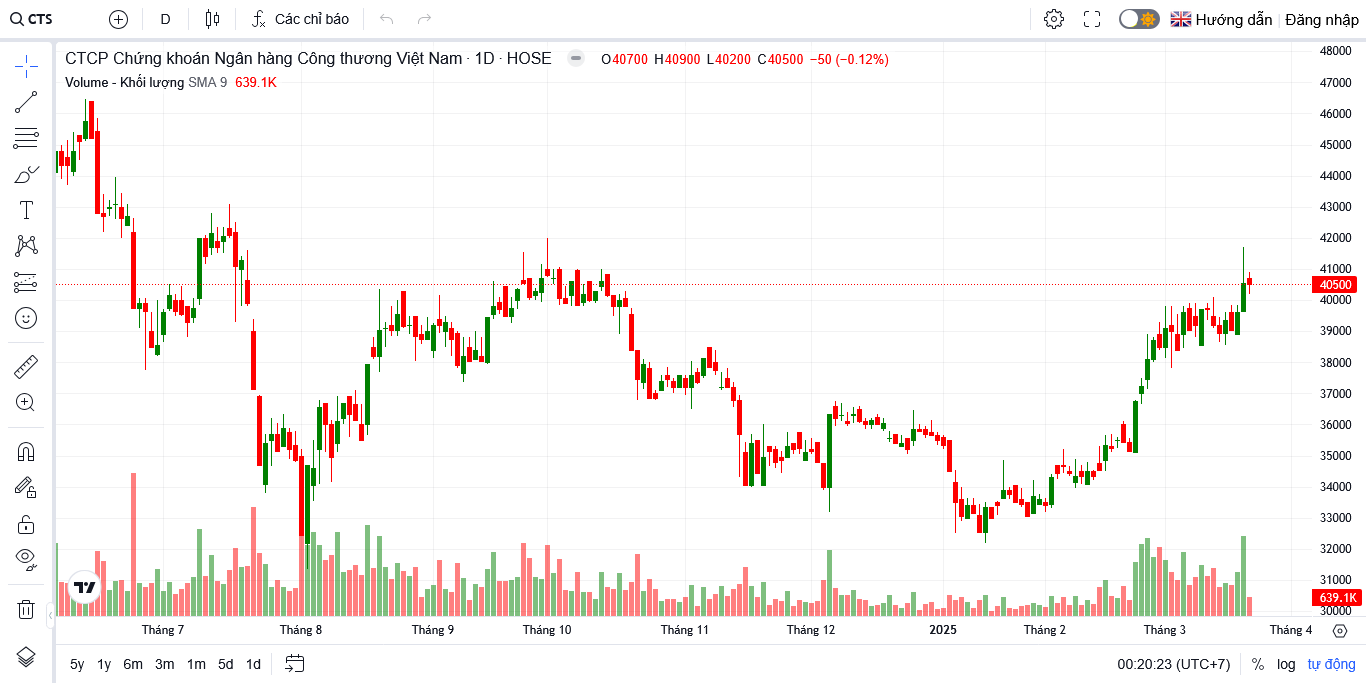 CTS
D
Các chỉ báo
Hướng dẫn
Đăng nhập
CTCP Chứng khoán Ngân hàng Công thương Việt Nam · 1D · HOSE
O40700 H40900 L40200 C40500 −50 (−0.12%)
Volume - Khối lượng SMA 9 639.1K
48000
47000
46000
45000
44000
43000
42000
41000
40500
40000
39000
38000
37000
36000
35000
34000
33000
32000
31000
639.1K
30000
Tháng 7
Tháng 8
Tháng 9
Tháng 10
Tháng 11
Tháng 12
2025
Tháng 2
Tháng 3
Tháng 4
5y 1y 6m 3m 1m 5d 1d
00:20:23 (UTC+7)
% log tự động